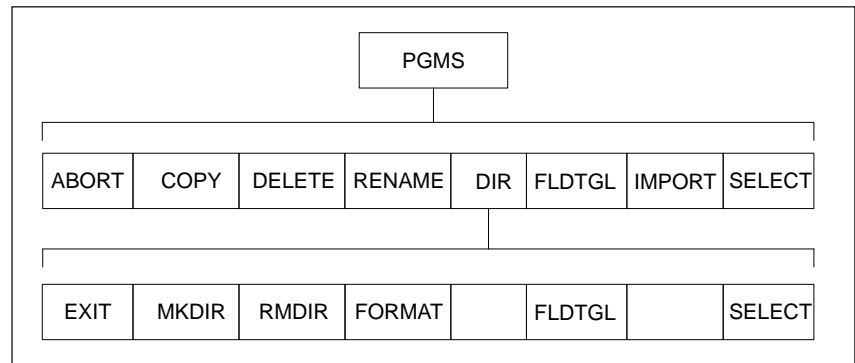 PGMS
ABORT COPY DELETE RENAME DIR FLDTGL IMPORT SELECT
EXIT MKDIR RMDIR FORMAT FLDTGL SELECT